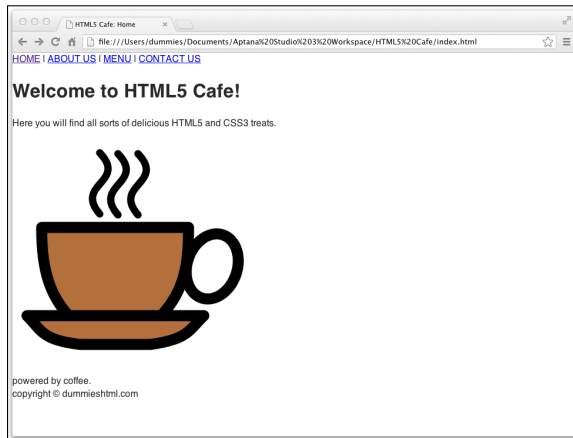 HTML5 Cafe: Home
file:///Users/dummies/Documents/Aptana%20Studio%203%20Workspace/HTML5%20Cafe/index.html
HOME | ABOUT US | MENU | CONTACT US
Welcome to HTML5 Cafe!
Here you will find all sorts of delicious HTML5 and CSS3 treats.
powered by coffee.
copyright © dummieshtml.com